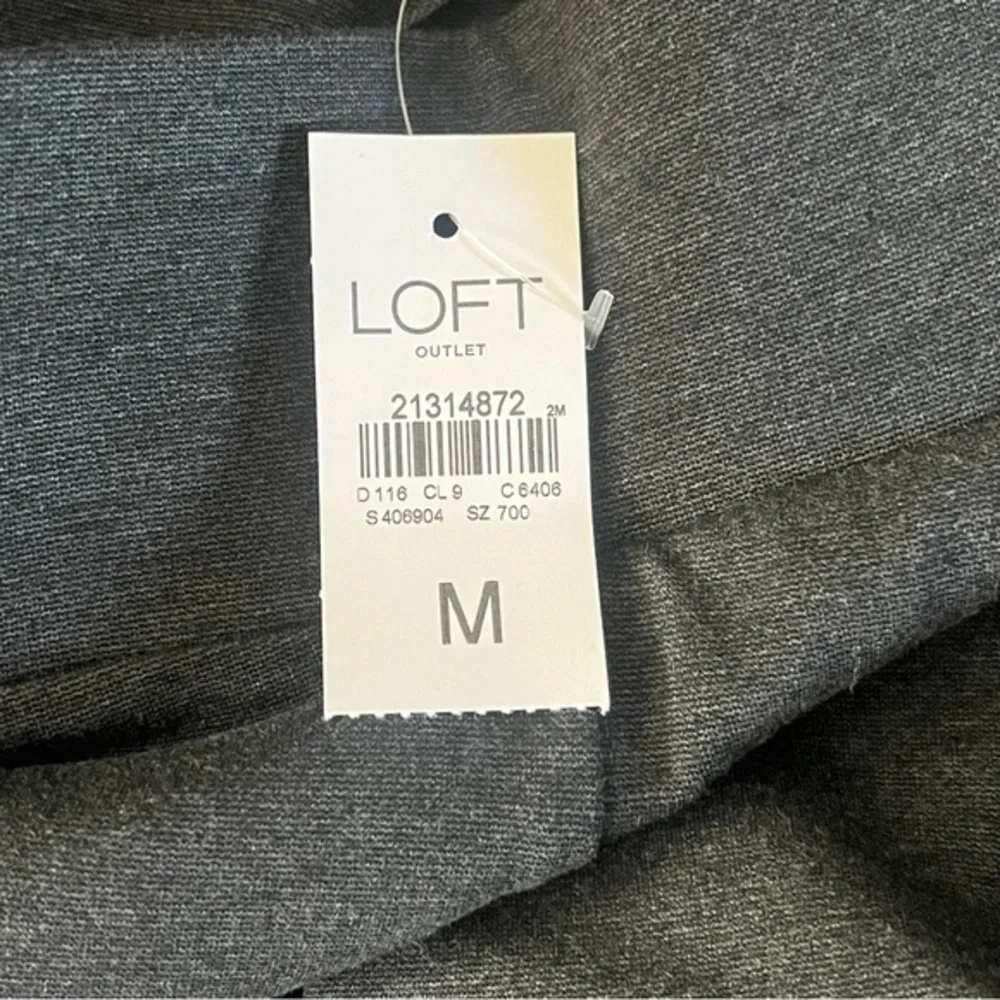 LOFT
OUTLET
21314872 2M
D 116 CL 9 C 6406
S 406904 SZ 700
M